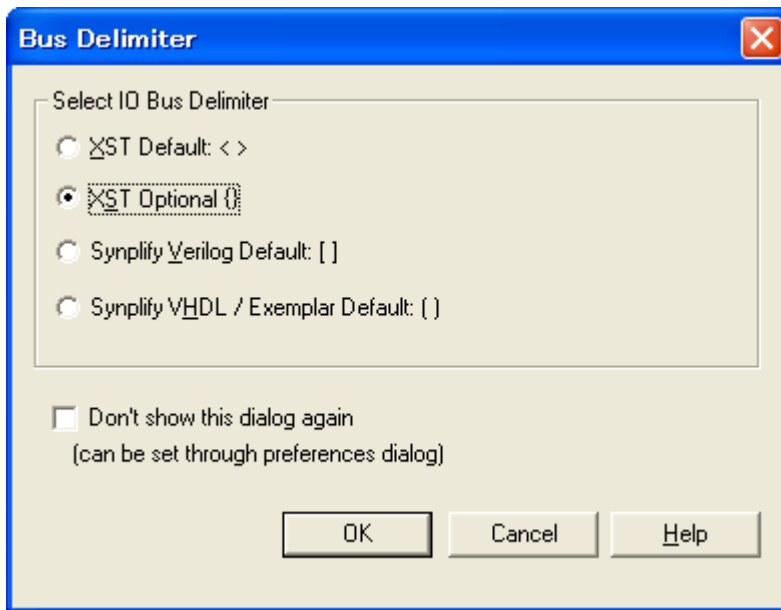 Bus Delimiter
Select IO Bus Delimiter
XST Default: < >
XST Optional {}
Synplify Verilog Default: [ ]
Synplify VHDL / Exemplar Default: ( )
Don't show this dialog again
(can be set through preferences dialog)
OK
Cancel
Help